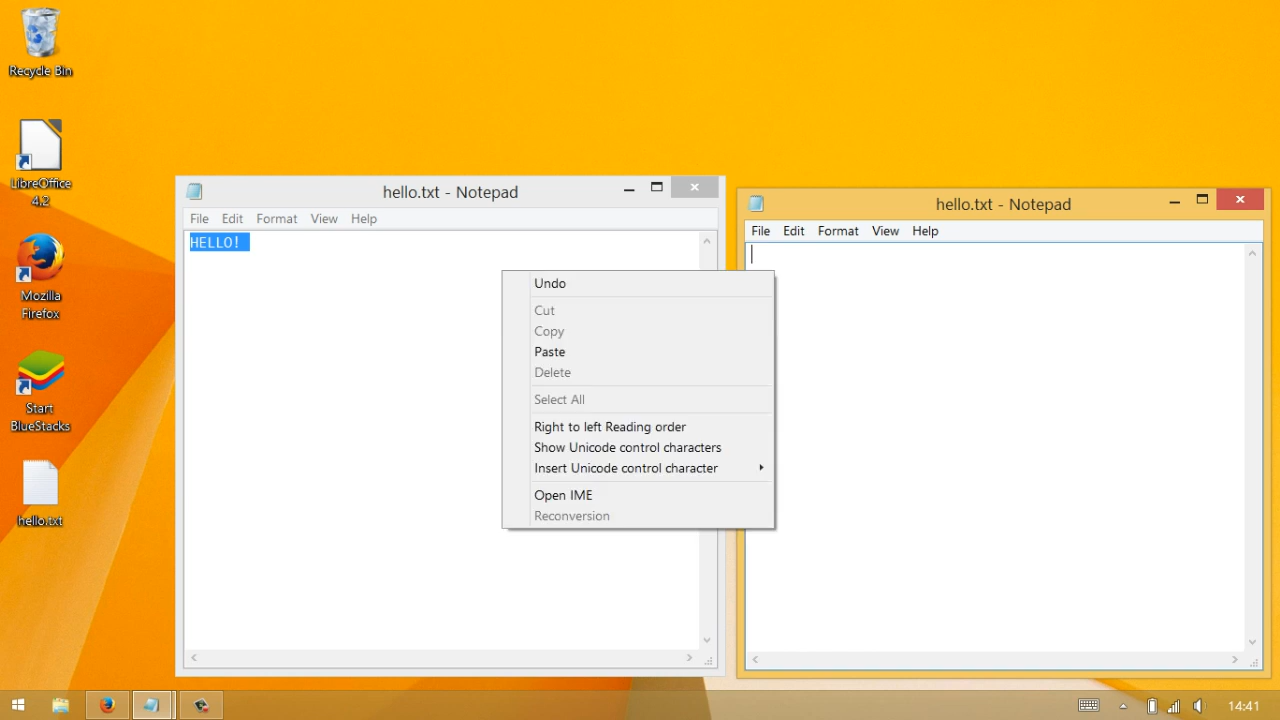 Recycle Bin
LibreOffice
4.2
Mozilla
Firefox
Start
BlueStacks
hello.txt
hello.txt - Notepad
File Edit Format View Help
HELLO!
hello.txt - Notepad
File Edit Format View Help
Undo
Cut
Copy
Paste
Delete
Select All
Right to left Reading order
Show Unicode control characters
Insert Unicode control character
Open IME
Reconversion
14:41